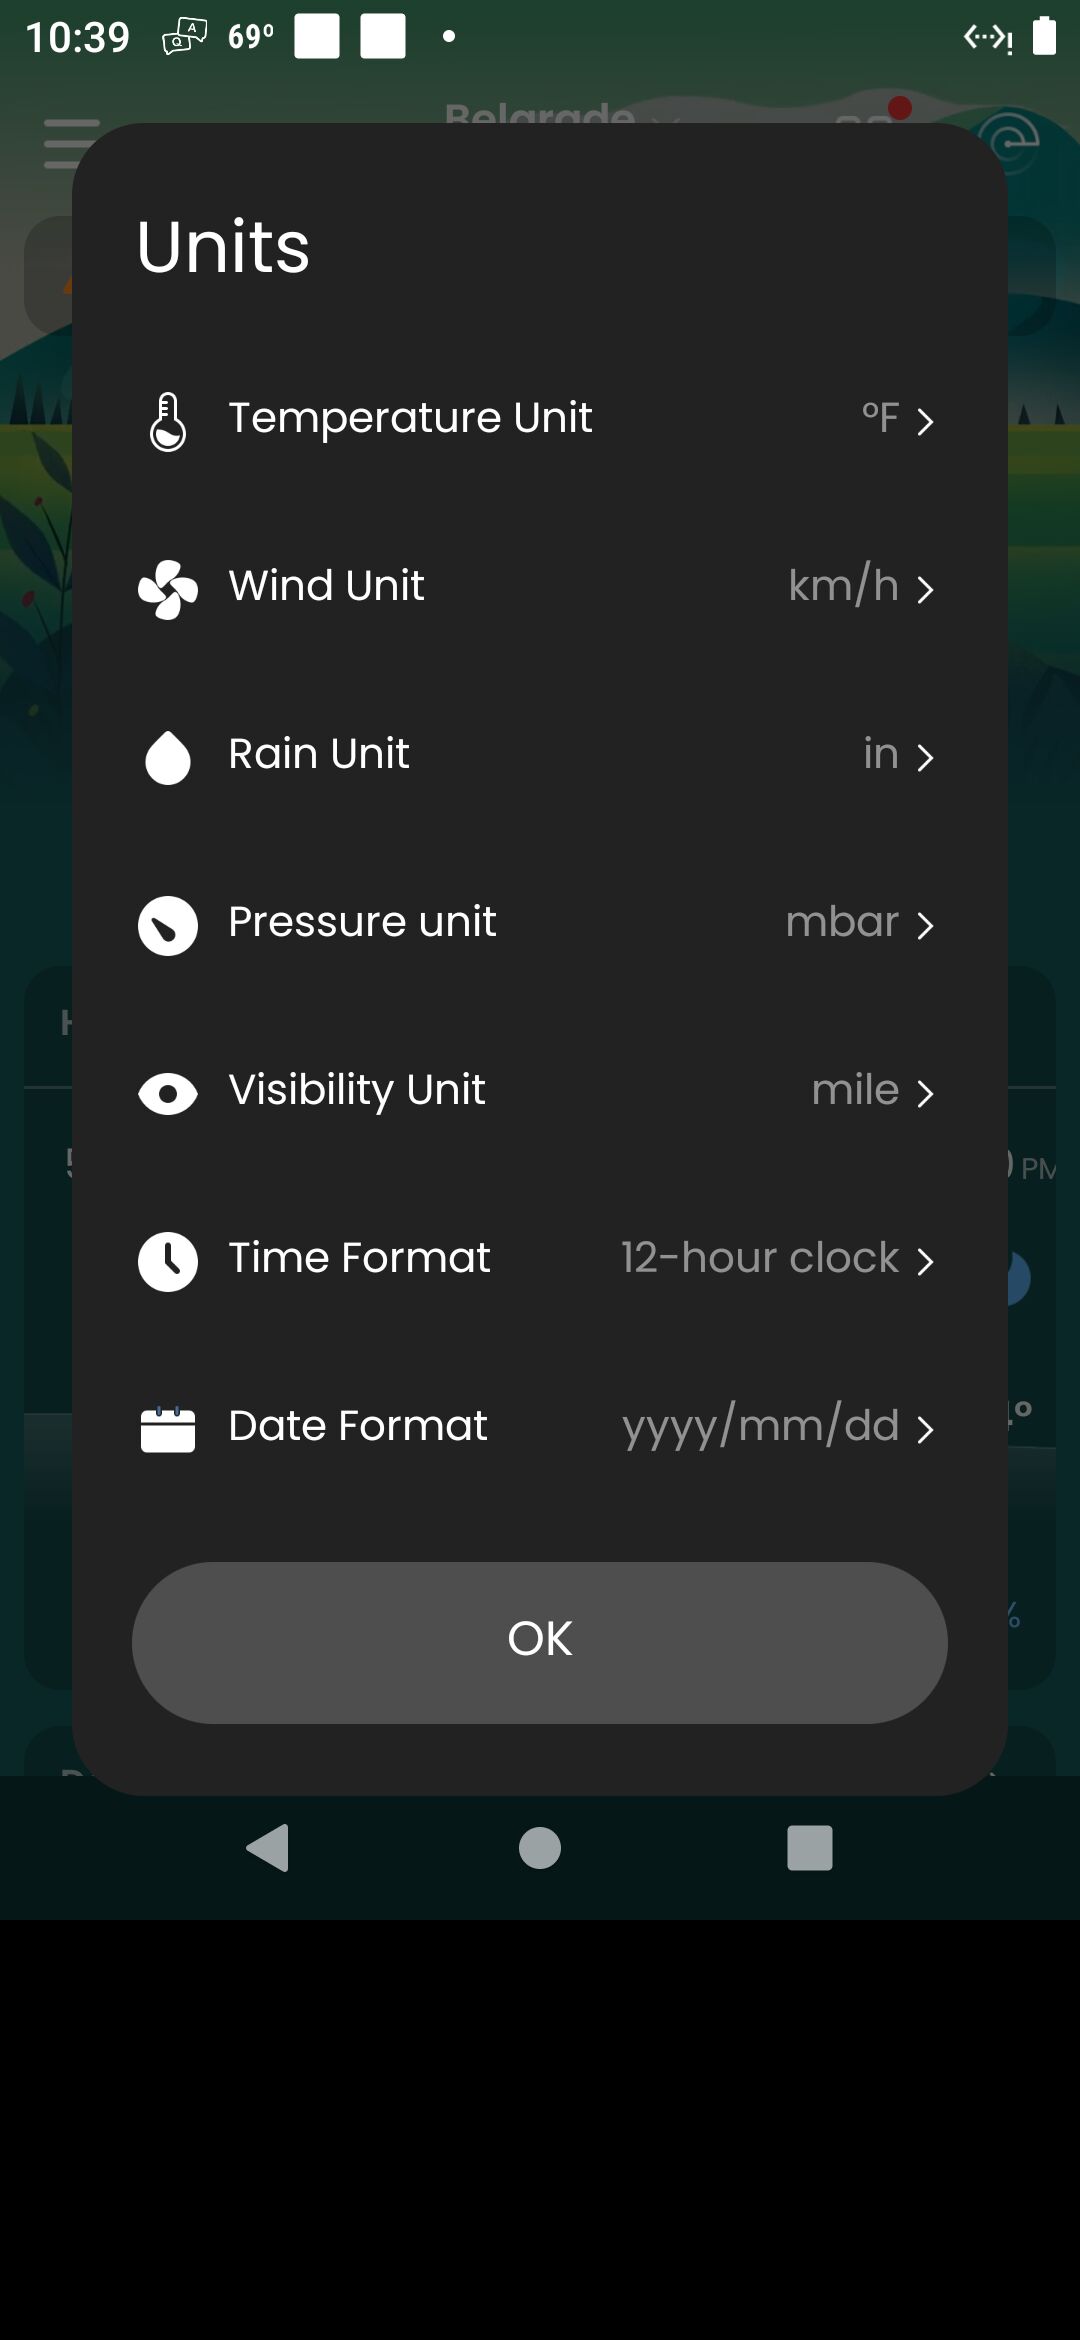 10:39 69°
Belgrade
Units
Temperature Unit °F
Wind Unit km/h
Rain Unit in
Pressure unit mbar
Visibility Unit mile
Time Format 12-hour clock
PM
Date Format yyyy/mm/dd
%
OK